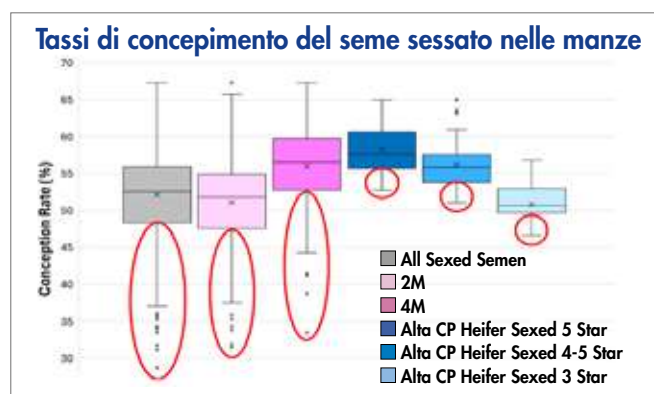 Tassi di concepimento del seme sessato nelle manze
70
65
60
55
50
45
40
35
30
Conception Rate (%)
All Sexed Semen
2M
4M
Alta CP Heifer Sexed 5 Star
Alta CP Heifer Sexed 4-5 Star
Alta CP Heifer Sexed 3 Star